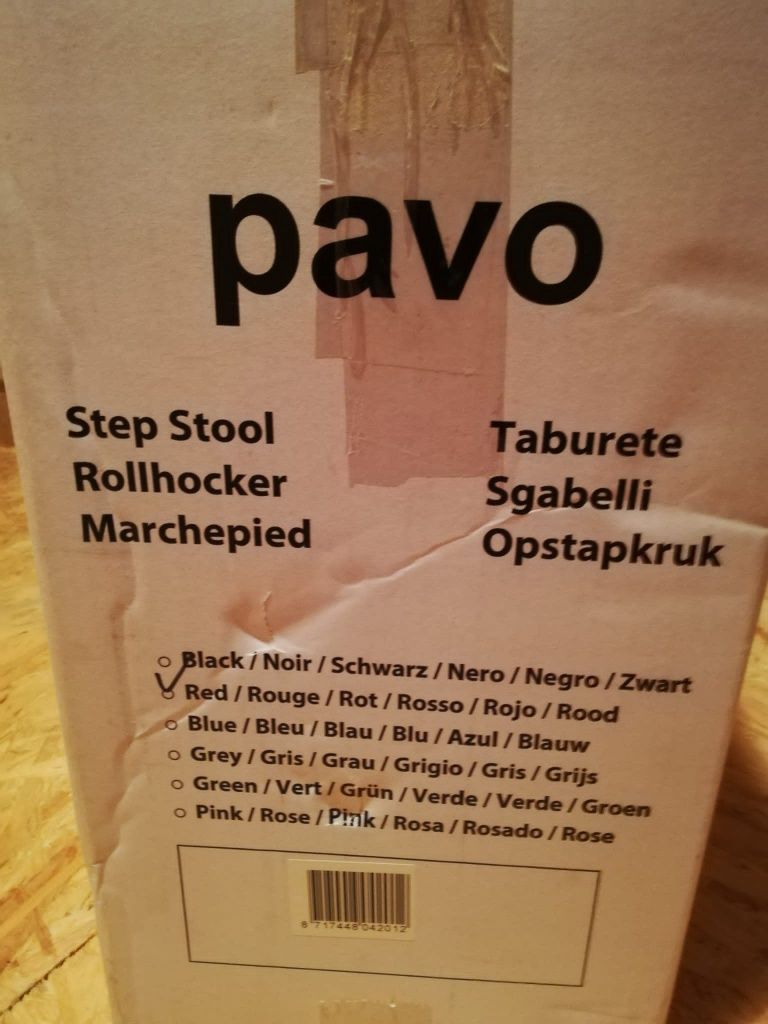 pavo
Step Stool
Rollhocker
Marchepied
Taburete
Sgabelli
Opstapkruk
Black / Noir / Schwarz / Nero / Negro / Zwart
Red / Rouge / Rot / Rosso / Rojo / Rood
Blue / Bleu / Blau / Blu / Azul / Blauw
Grey / Gris / Grau / Grigio / Gris / Grijs
Green / Vert / Grün / Verde / Verde / Groen
Pink / Rose / Pink / Rosa / Rosado / Rose
8 717448 042012